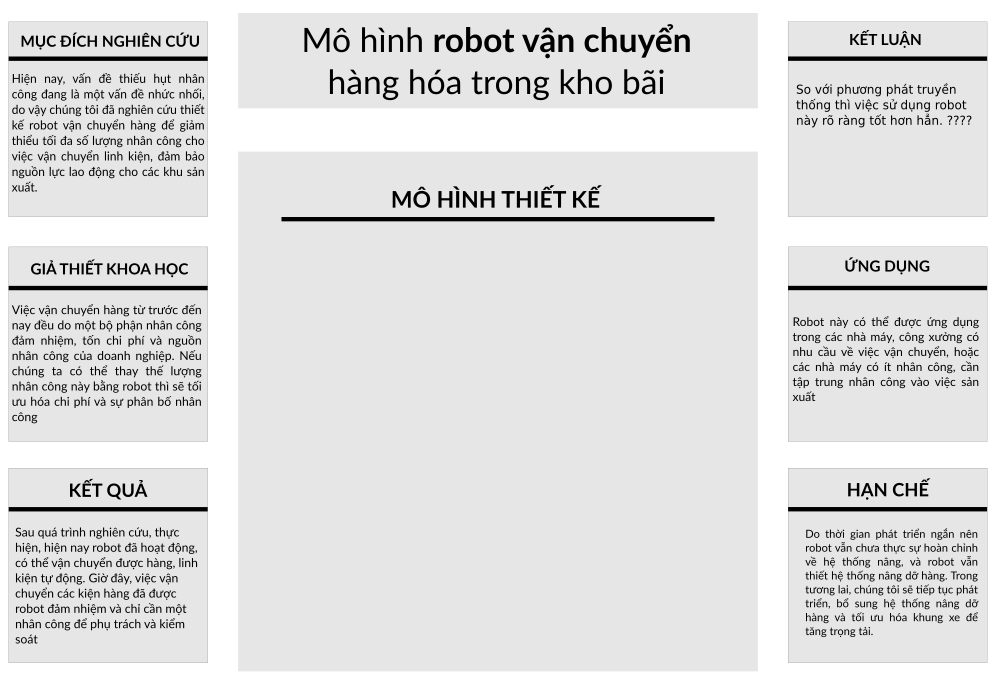 MỤC ĐÍCH NGHIÊN CỨU
Hiện nay, vấn đề thiếu hụt nhân
công đang là một vấn đề nhức nhối,
do vậy chúng tôi đã nghiên cứu thiết
kế robot vận chuyển hàng để giảm
thiểu tối đa số lượng nhân công cho
việc vận chuyển linh kiện, đảm bảo
nguồn lực lao động cho các khu sản
xuất.
GIẢ THIẾT KHOA HỌC
Việc vận chuyển hàng từ trước đến
nay đều do một bộ phận nhân công
đảm nhiệm, tốn chi phí và nguồn
nhân công của doanh nghiệp. Nếu
chúng ta có thể thay thế lượng
nhân công này bằng robot thì sẽ tối
ưu hóa chi phí và sự phân bố nhân
công
KẾT QUẢ
Sau quá trình nghiên cứu, thực
hiện, hiện nay robot đã hoạt động,
có thể vận chuyển được hàng, linh
kiện tự động. Giờ đây, việc vận
chuyển các kiện hàng đã được
robot đảm nhiệm và chỉ cần một
nhân công để phụ trách và kiểm
soát
Mô hình robot vận chuyển
hàng hóa trong kho bãi
MÔ HÌNH THIẾT KẾ
KẾT LUẬN
So với phương phát truyền
thống thì việc sử dụng robot
này rõ ràng tốt hơn hẳn. ????
ỨNG DỤNG
Robot này có thể được ứng dụng
trong các nhà máy, công xưởng có
nhu cầu về việc vận chuyển, hoặc
các nhà máy có ít nhân công, cần
tập trung nhân công vào việc sản
xuất
HẠN CHẾ
Do thời gian phát triển ngắn nên
robot vẫn chưa thực sự hoàn chỉnh
về hệ thống nâng, và robot vẫn
thiết hệ thống nâng dỡ hàng. Trong
tương lai, chúng tôi sẽ tiếp tục phát
triển, bổ sung hệ thống nâng dỡ
hàng và tối ưu hóa khung xe để
tăng trọng tải.